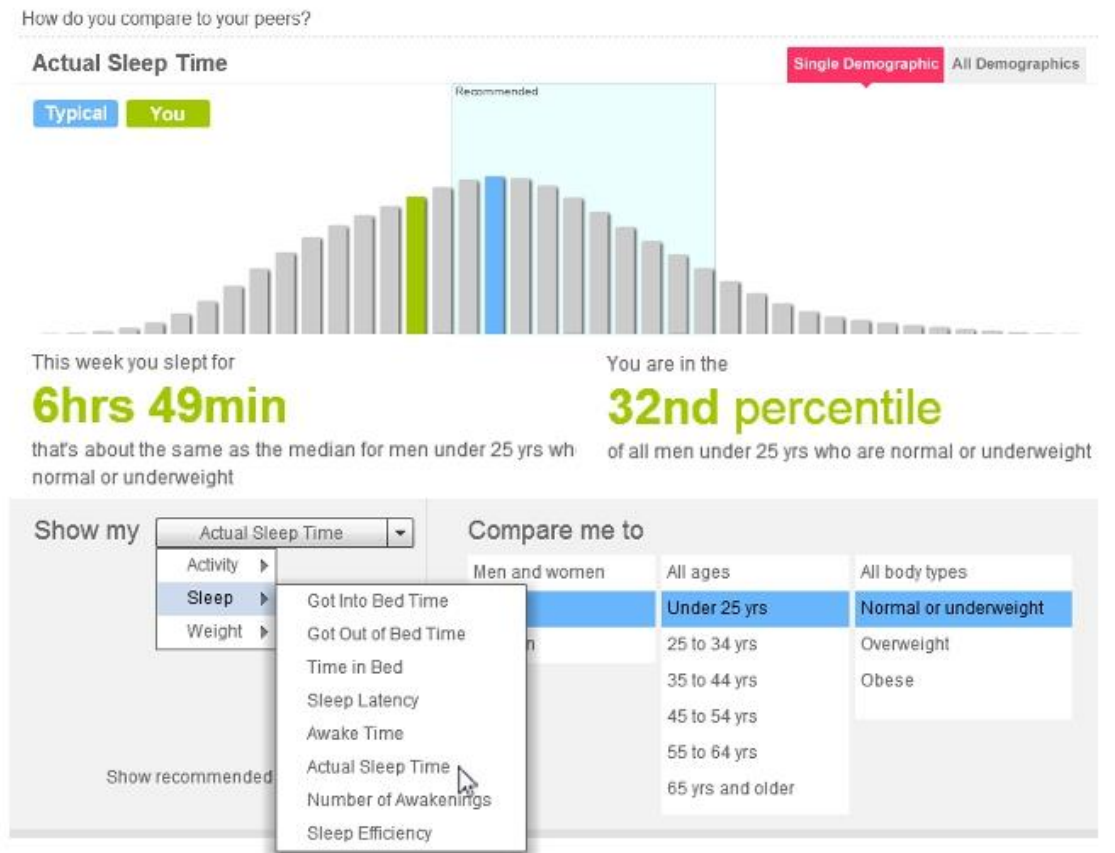 How do you compare to your peers?
Actual Sleep Time
Single Demographic
All Demographics
Recommended
Typical
You
This week you slept for
6hrs 49min
that's about the same as the median for men under 25 yrs wh
normal or underweight
You are in the
32nd percentile
of all men under 25 yrs who are normal or underweight
Show my
Actual Sleep Time
Activity
Sleep
Weight
Got Into Bed Time
Got Out of Bed Time
Time in Bed
Sleep Latency
Awake Time
Actual Sleep Time
Number of Awakenings
Sleep Efficiency
Show recommended
Compare me to
Men and women
All ages
Under 25 yrs
25 to 34 yrs
35 to 44 yrs
45 to 54 yrs
55 to 64 yrs
65 yrs and older
All body types
Normal or underweight
Overweight
Obese